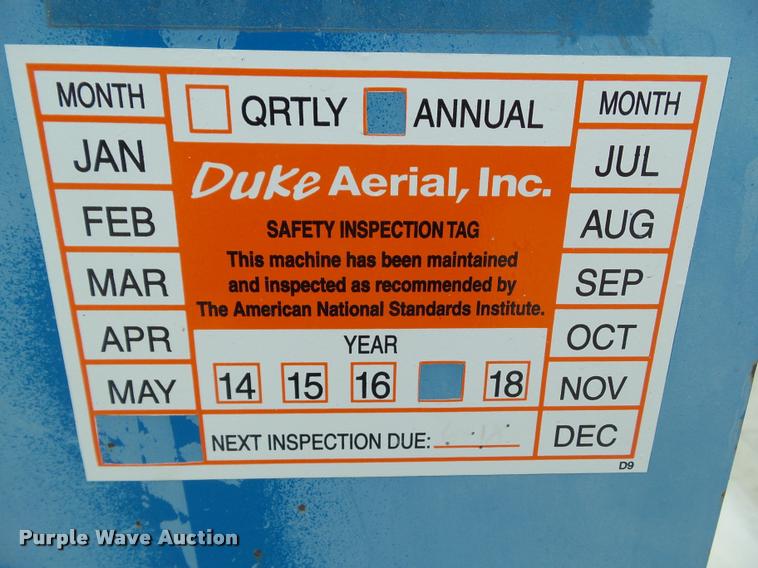 MONTH
QRTLY ANNUAL
MONTH
JAN
FEB
MAR
APR
MAY
Duke Aerial, Inc.
SAFETY INSPECTION TAG
This machine has been maintained
and inspected as recommended by
The American National Standards Institute.
YEAR
14 15 16 18
NEXT INSPECTION DUE:
JUL
AUG
SEP
OCT
NOV
DEC
D9
Purple Wave Auction